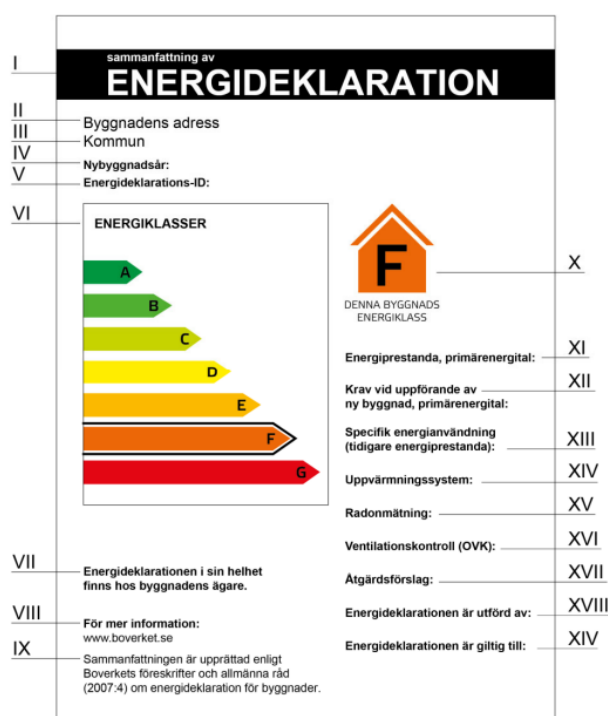 I
sammanfattning av
ENERGIDEKLARATION
II
Byggnadens adress
III
Kommun
IV
Nybyggnadsår:
V
Energideklarations-ID:
VI
ENERGIKLASSER
A
B
C
D
E
F
G
F
DENNA BYGGNADS
ENERGIKLASS
X
Energiprestanda, primärenergital:
XI
Krav vid uppförande av
ny byggnad, primärenergital:
XII
Specifik energianvändning
(tidigare energiprestanda):
XIII
Uppvärmningssystem:
XIV
Radonmätning:
XV
Ventilationskontroll (OVK):
XVI
Åtgärdsförslag:
XVII
Energideklarationen är utförd av:
XVIII
Energideklarationen är giltig till:
XIV
VII
Energideklarationen i sin helhet
finns hos byggnadens ägare.
VIII
För mer information:
www.boverket.se
IX
Sammanfattningen är upprättad enligt
Boverkets föreskrifter och allmänna råd
(2007:4) om energideklaration för byggnader.